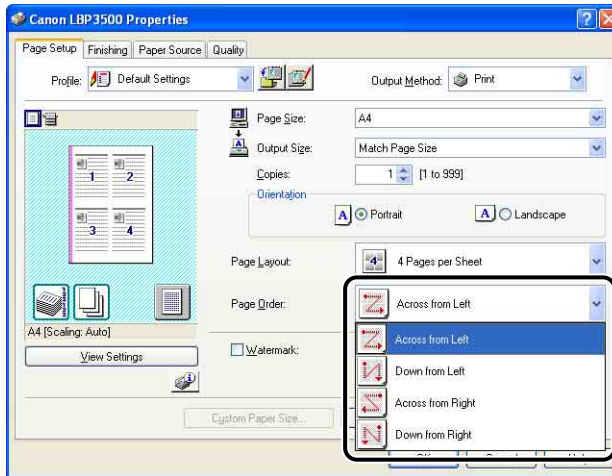 Canon LBP3500 Properties
Page Setup Finishing Paper Source Quality
Profile: Default Settings Output Method: Print
Page Size: A4
Output Size: Match Page Size
Copies: 1 [1 to 999]
Orientation
A Portrait A Landscape
1 2
3 4
Page Layout: 4 4 Pages per Sheet
Page Order: Across from Left
A4 [Scaling: Auto]
Across from Left
View Settings
Watermark:
Down from Left
Across from Right
Custom Paper Size...
Down from Right